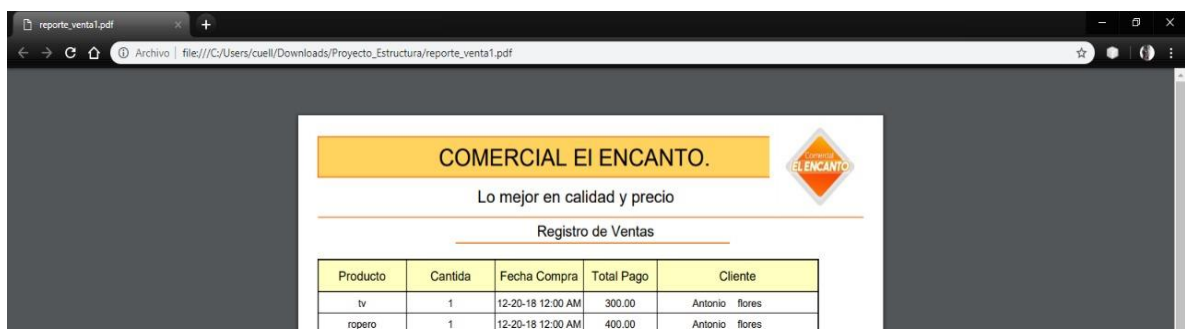 reporte_venta1.pdf
Archivo | file:///C:/Users/cuell/Downloads/Proyecto_Estructura/reporte_venta1.pdf
COMERCIAL El ENCANTO.
Comercial
EL ENCANTO
Lo mejor en calidad y precio
Registro de Ventas
Producto Cantida Fecha Compra Total Pago Cliente
tv 1 12-20-18 12:00 AM 300.00 Antonio flores
ropero 1 12-20-18 12:00 AM 400.00 Antonio flores